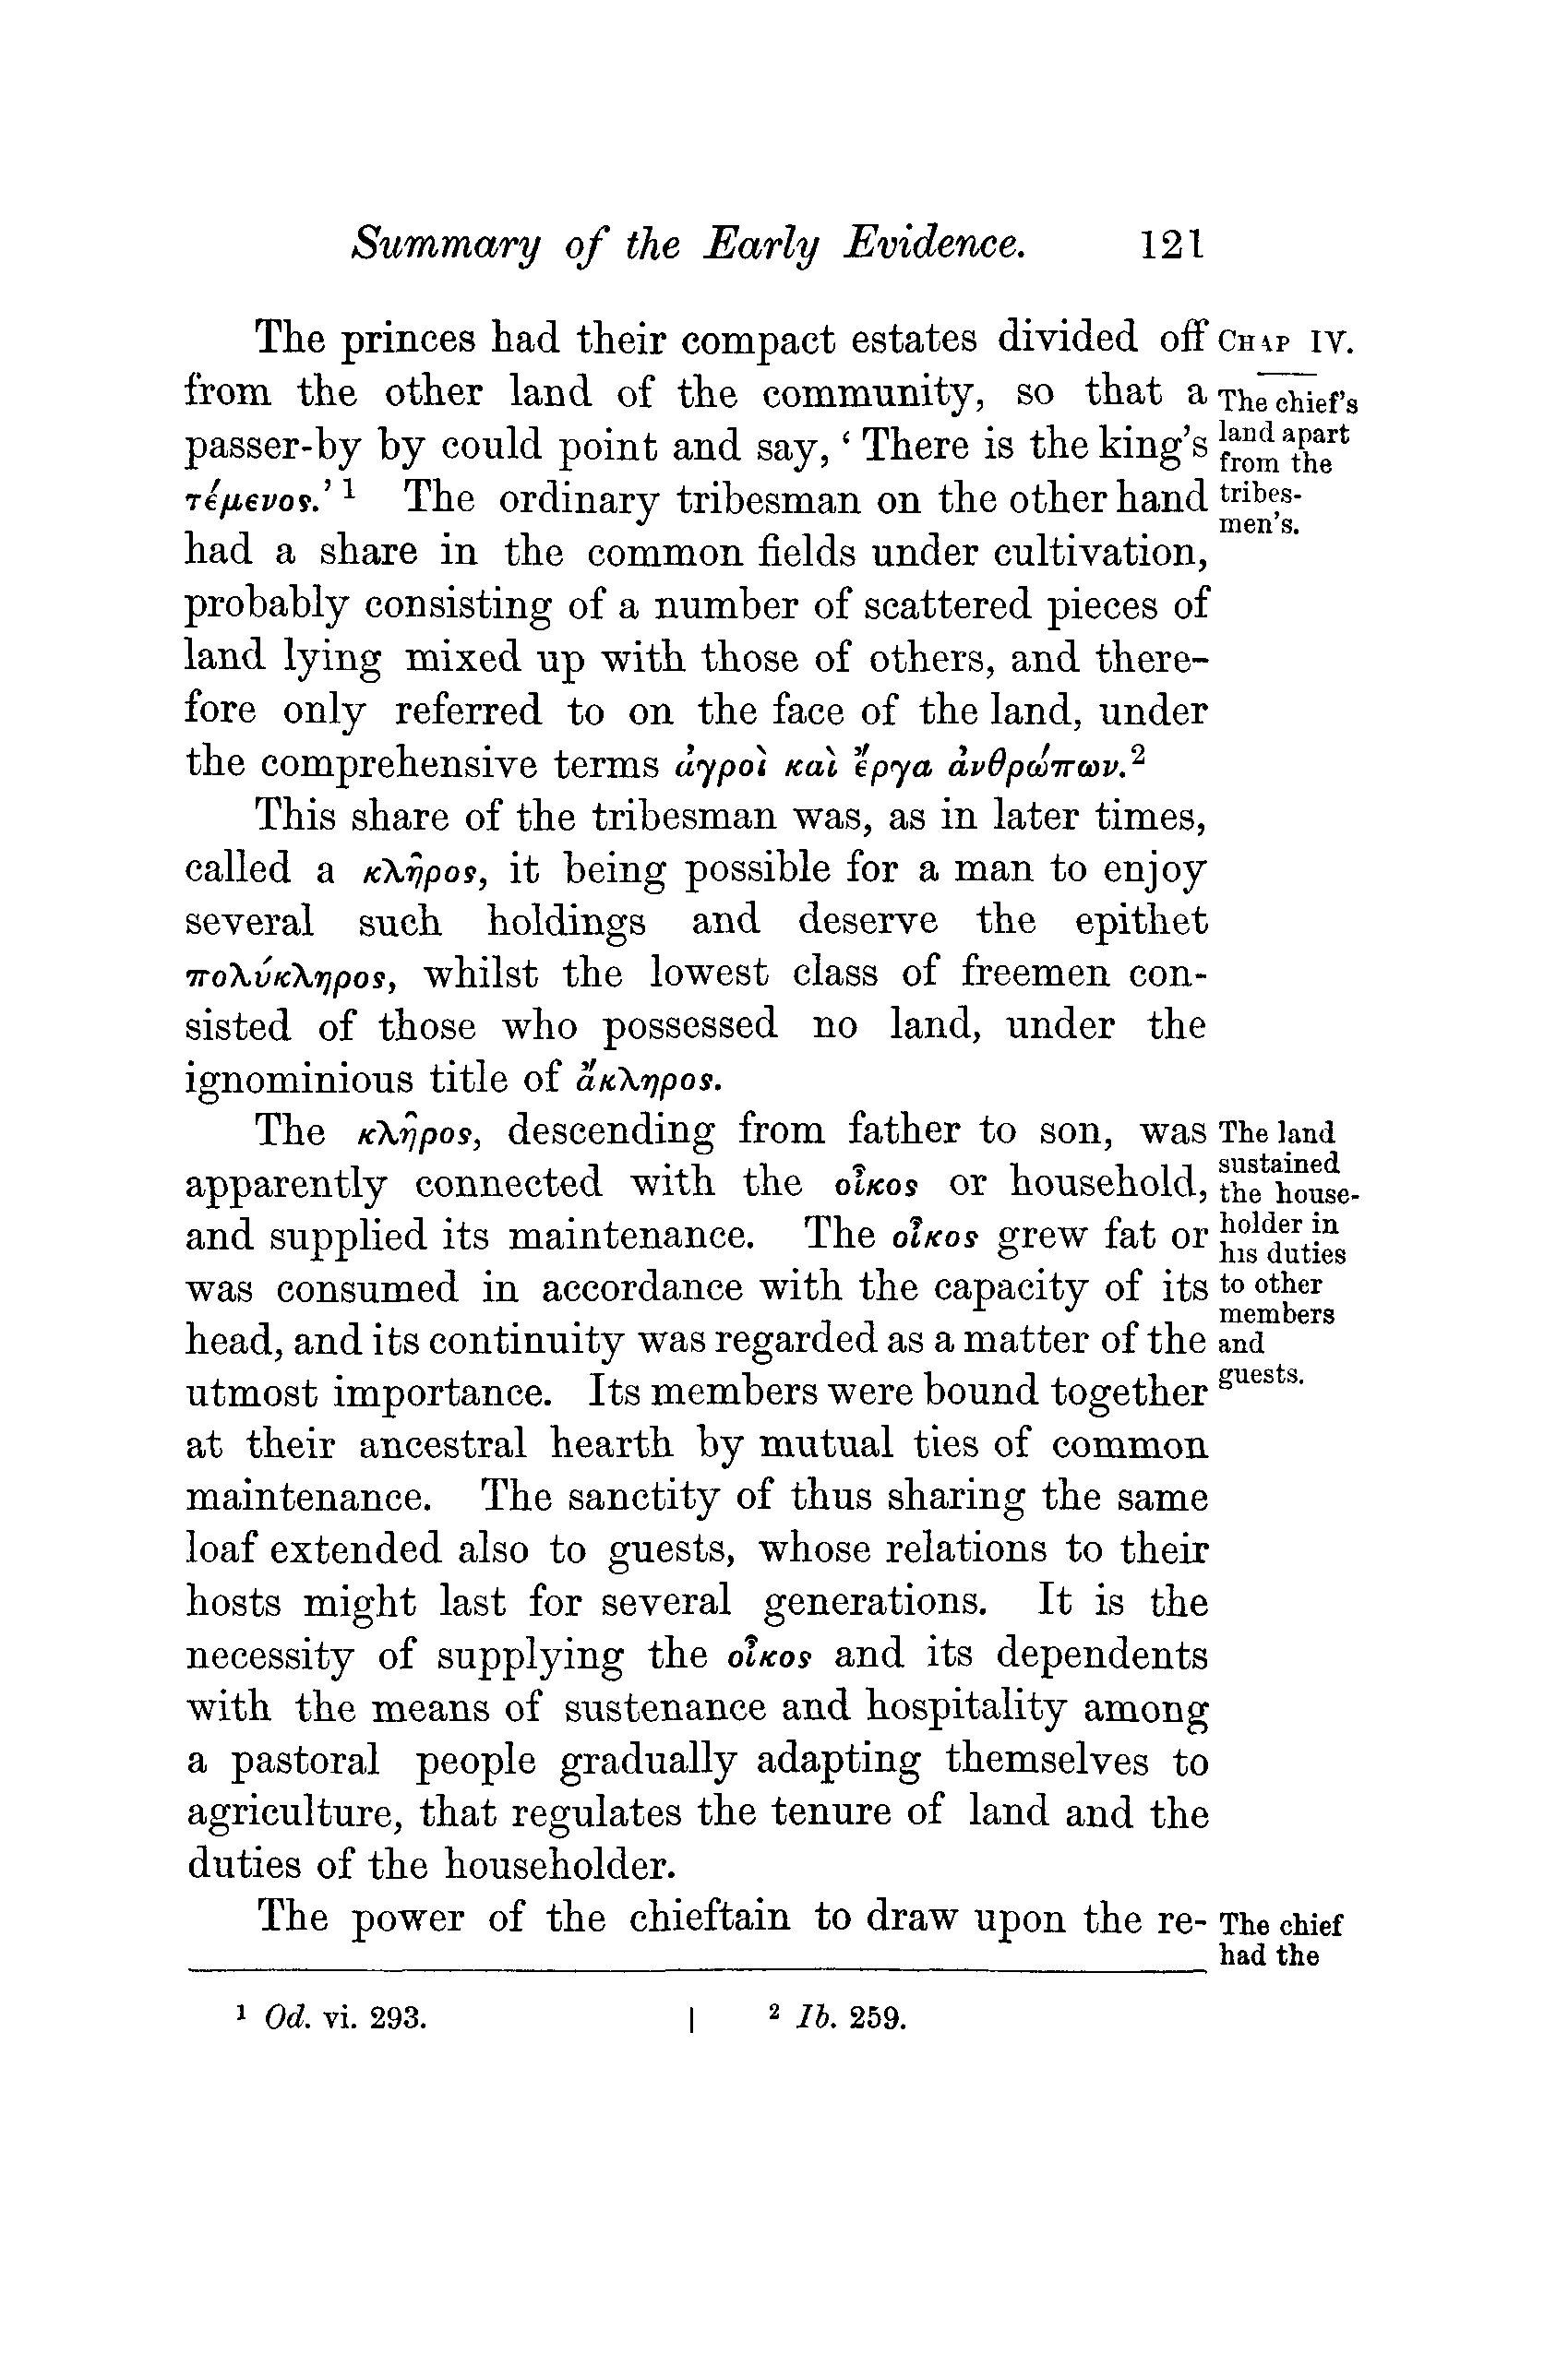 Summary of the Early Evidence. 121
The princes had their compact estates divided off
from the other land of the community, so that a
passer-by by could point and say, ‘ There is the king’s
τέμενος.’ 1 The ordinary tribesman on the other hand
had a share in the common fields under cultivation,
probably consisting of a number of scattered pieces of
land lying mixed up with those of others, and there-
fore only referred to on the face of the land, under
the comprehensive terms ἀγροὶ καὶ ἔργα ἀνθρώπων.2
This share of the tribesman was, as in later times,
called a κλῆρος, it being possible for a man to enjoy
several such holdings and deserve the epithet
πολύκληρος, whilst the lowest class of freemen con-
sisted of those who possessed no land, under the
ignominious title of ἄκληρος.
The κλῆρος, descending from father to son, was
apparently connected with the οἶκος or household,
and supplied its maintenance. The οἶκος grew fat or
was consumed in accordance with the capacity of its
head, and its continuity was regarded as a matter of the
utmost importance. Its members were bound together
at their ancestral hearth by mutual ties of common
maintenance. The sanctity of thus sharing the same
loaf extended also to guests, whose relations to their
hosts might last for several generations. It is the
necessity of supplying the οἶκος and its dependents
with the means of sustenance and hospitality among
a pastoral people gradually adapting themselves to
agriculture, that regulates the tenure of land and the
duties of the householder.
The power of the chieftain to draw upon the re-
CHAP IV.
The chief’s
land apart
from the
tribes-
men’s.
The land
sustained
the house-
holder in
his duties
to other
members
and
guests.
The chief
had the
1 Od. vi. 293. | 2 Ib. 259.